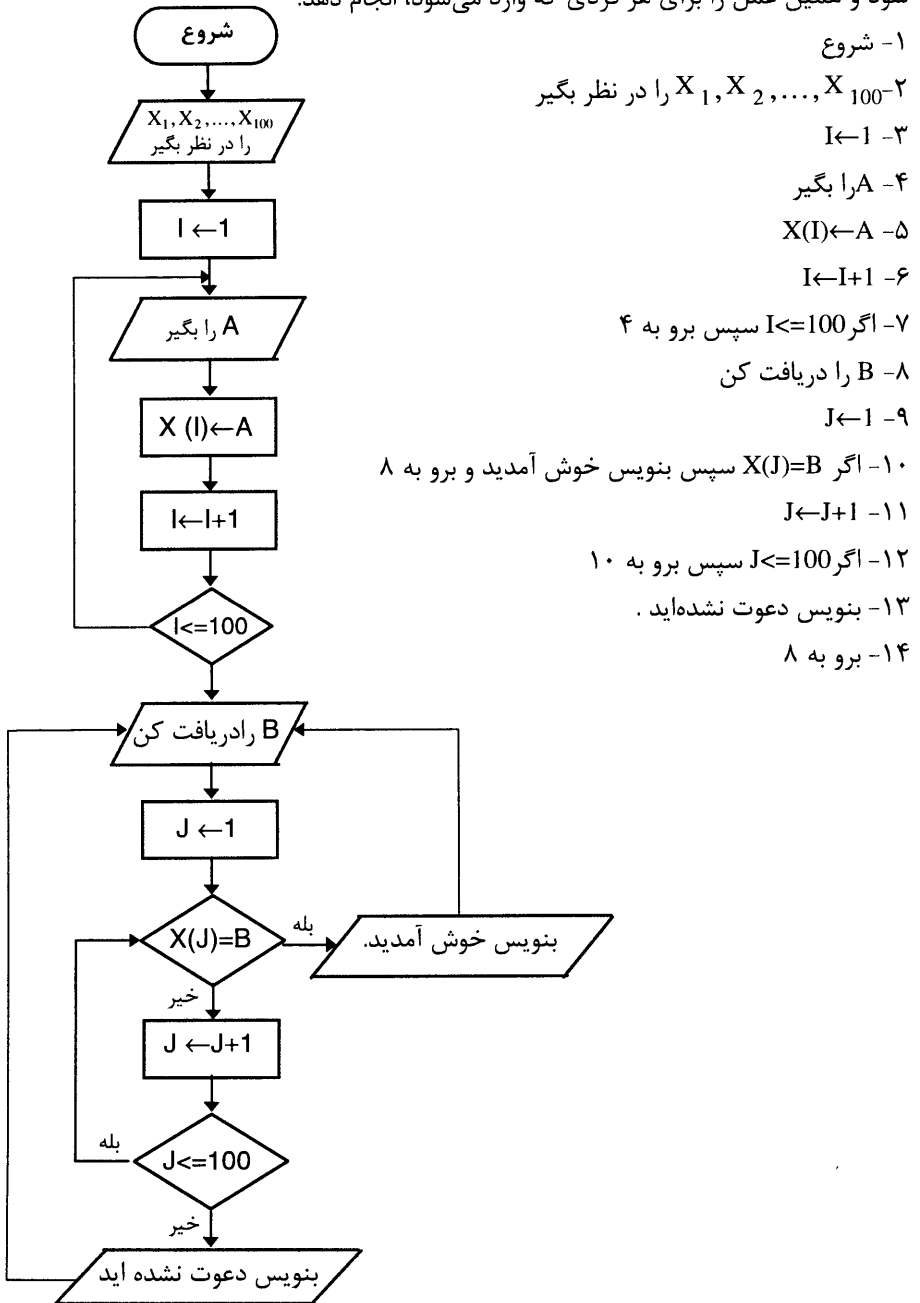 شود و همین عمل را برای هر فردی که وارد می‌شود، انجام دهد.
۱- شروع
۲- X 1 , X 2 , . . . , X 100 را در نظر بگیر
۳- I←1
۴- A را بگیر
۵- X(I)←A
۶- I←I+1
۷- اگر I<=100 سپس برو به ۴
۸- B را دریافت کن
۹- J←1
۱۰- اگر X(J)=B سپس بنویس خوش آمدید و برو به ۸
۱۱- J←J+1
۱۲- اگر J<=100 سپس برو به ۱۰
۱۳- بنویس دعوت نشده‌اید .
۱۴- برو به ۸
شروع
X1, X2, ..., X100
را در نظر بگیر
I ←1
A را بگیر
X (I)←A
I←I+1
I<=100
B رادریافت کن
J ←1
X(J)=B
بله
بنویس خوش آمدید.
خیر
J ←J+1
بله
J<=100
خیر
بنویس دعوت نشده اید